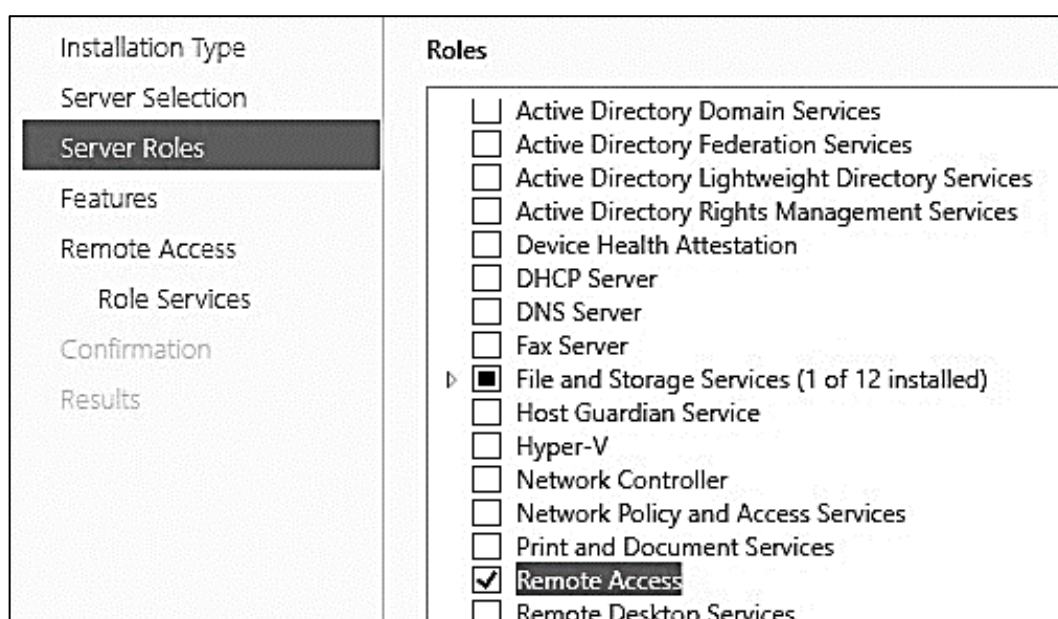 Installation Type
Server Selection
Server Roles
Features
Remote Access
Role Services
Confirmation
Results
Roles
Active Directory Domain Services
Active Directory Federation Services
Active Directory Lightweight Directory Services
Active Directory Rights Management Services
Device Health Attestation
DHCP Server
DNS Server
Fax Server
File and Storage Services (1 of 12 installed)
Host Guardian Service
Hyper-V
Network Controller
Network Policy and Access Services
Print and Document Services
Remote Access
Remote Desktop Services